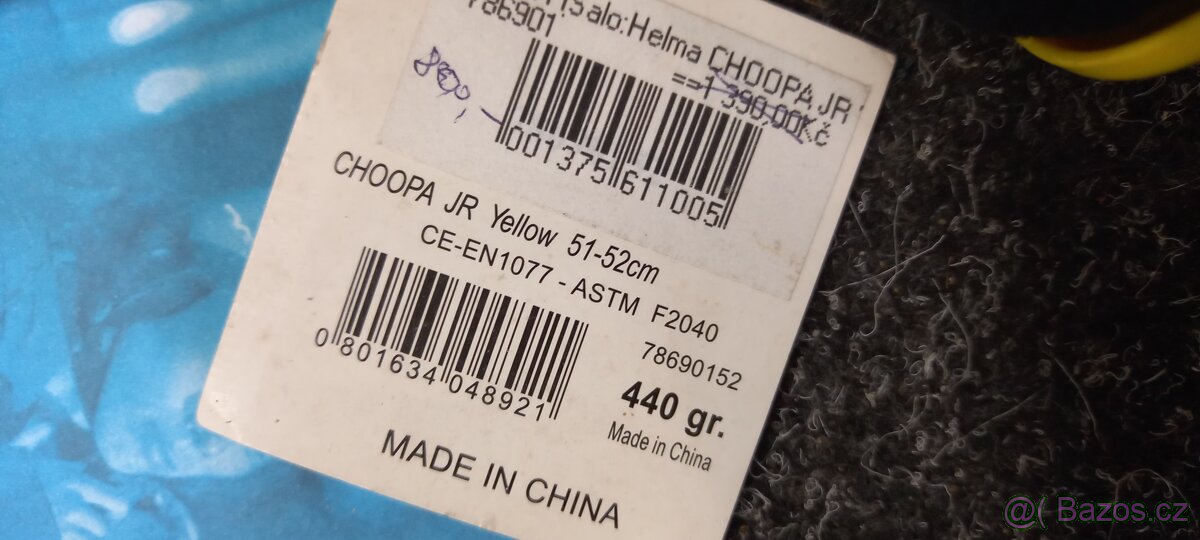 Salo:Helma CHOOPA JR
786901
==>1 390,00Kč
001375 611005
CHOOPA JR Yellow 51-52cm
CE-EN1077 - ASTM F2040
78690152
0 801634 048921
440 gr.
Made in China
MADE IN CHINA
@( Bazos.cz